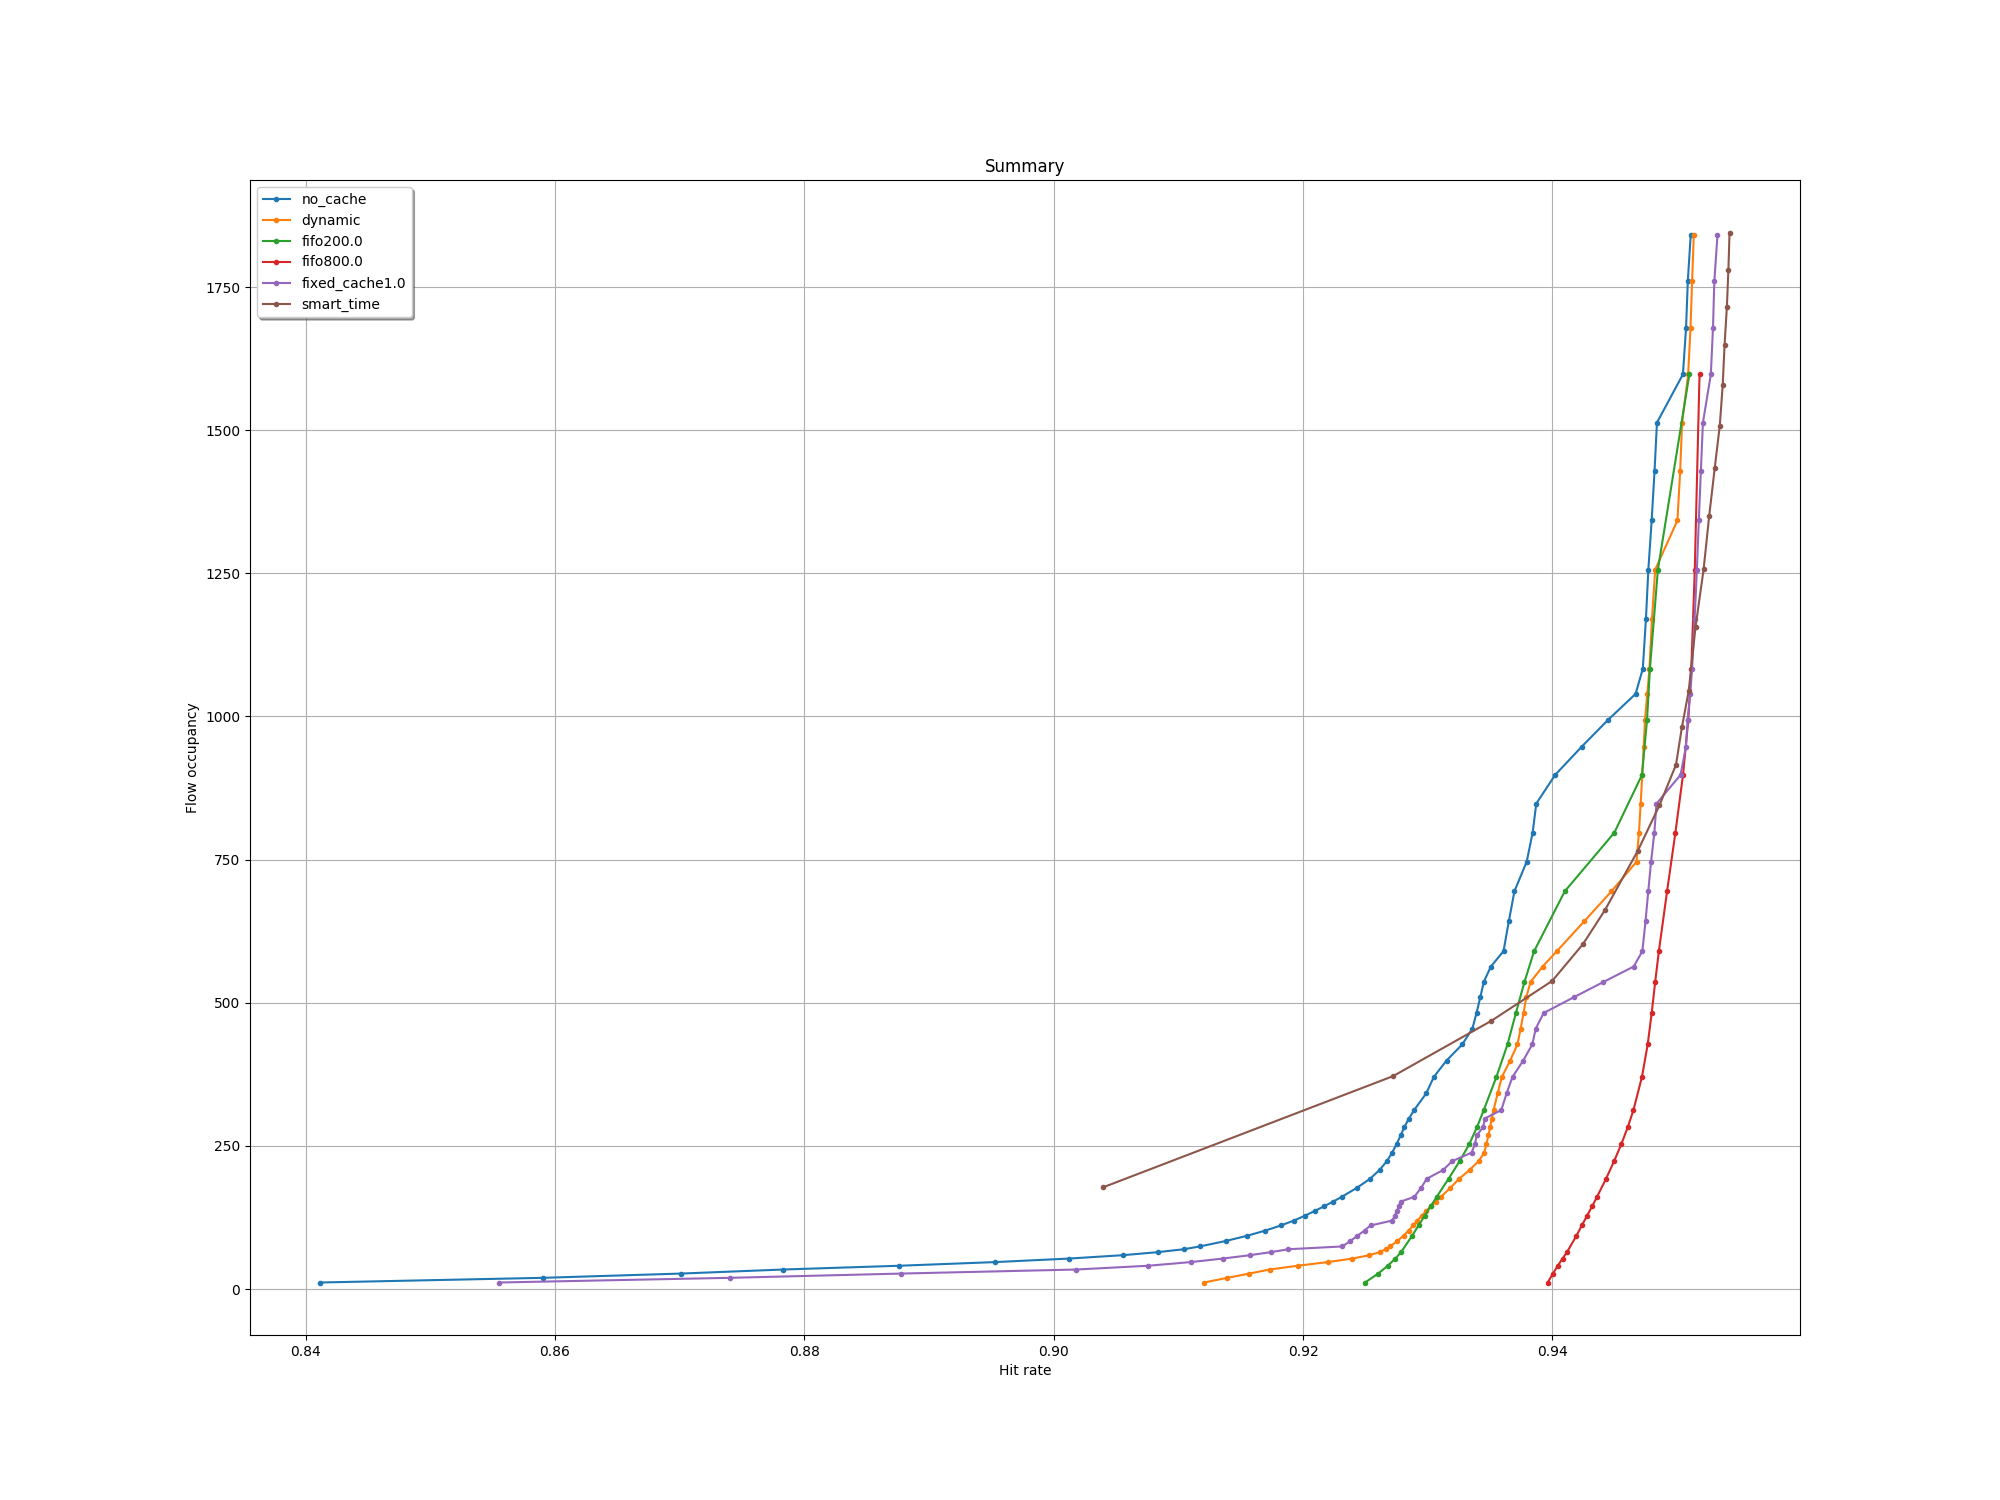 Summary
no_cache
dynamic
fifo200.0
fifo800.0
fixed_cache1.0
smart_time
1750
1500
1250
1000
750
500
250
0
Flow occupancy
0.84 0.86 0.88 0.90 0.92 0.94
Hit rate